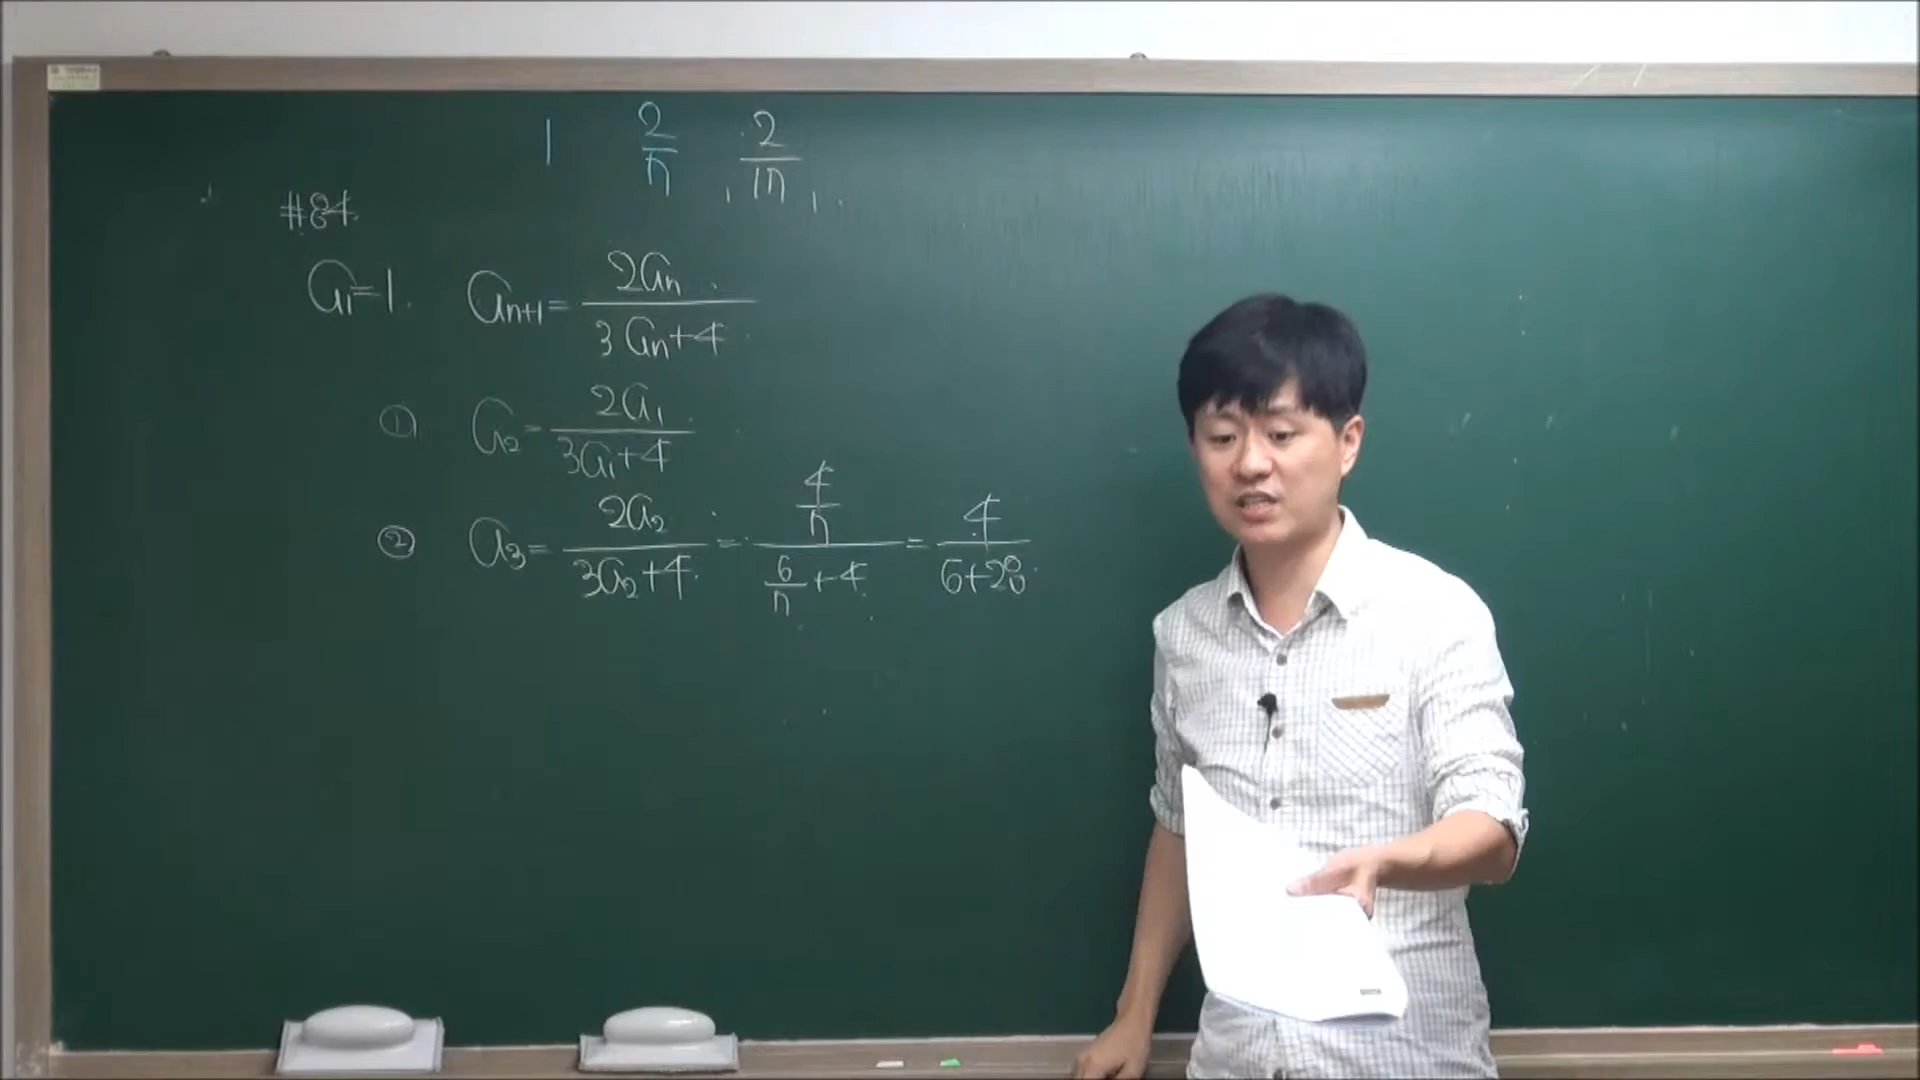 1 2/7 , 2/17 , .
#84.
a₁=1. aₙ₊₁= 2aₙ / 3aₙ+4
① a₂= 2a₁ / 3a₁+4
② a₃= 2a₂ / 3a₂+4 = (4/7) / (6/7 +4) = 4 / 6+28